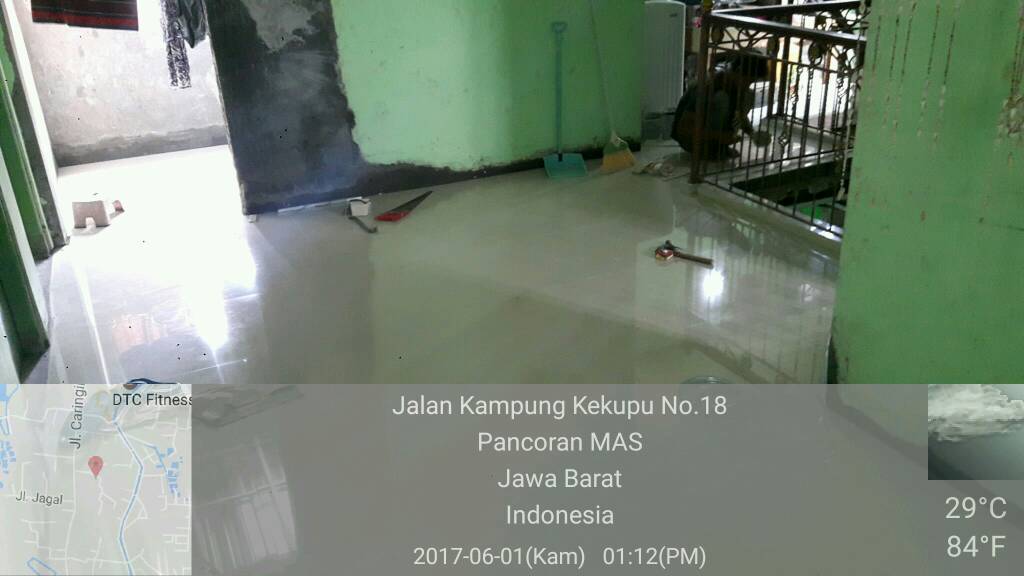 DTC Fitness
Jl. Caringi
Jl. Jagal
Jalan Kampung Kekupu No.18
Pancoran MAS
Jawa Barat
Indonesia
2017-06-01(Kam) 01:12(PM)
29°C
84°F